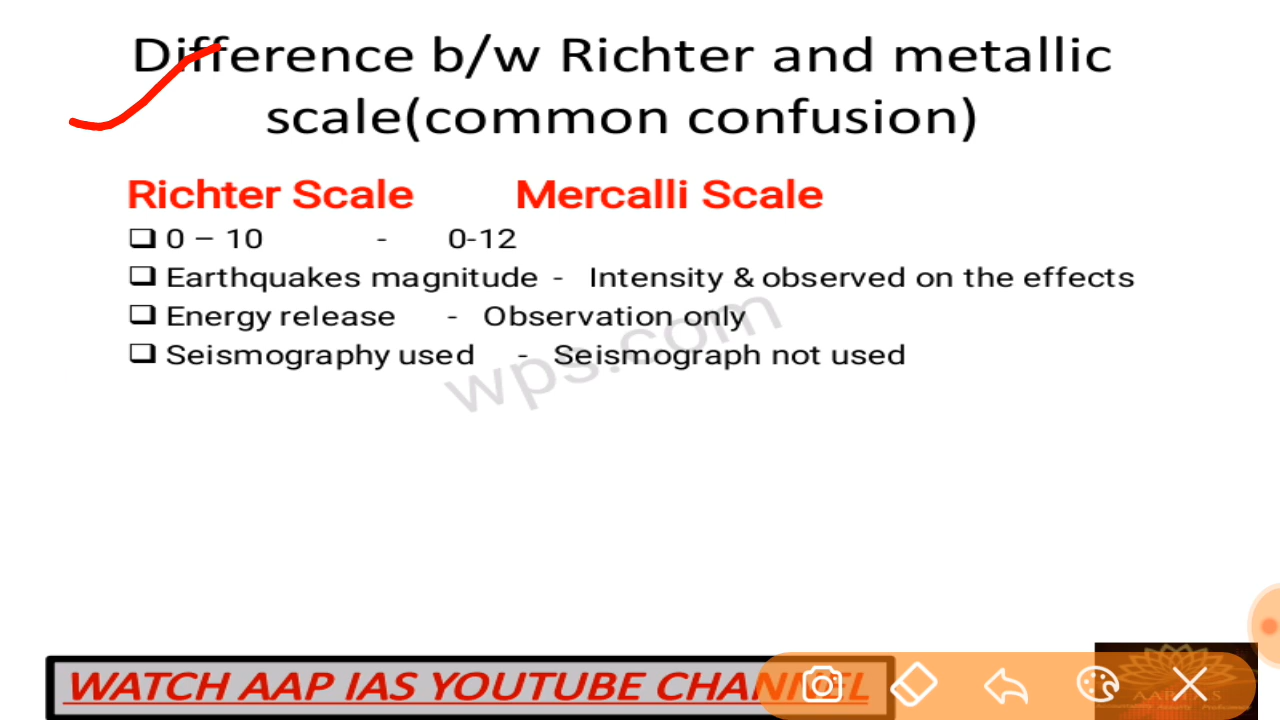 Difference b/w Richter and metallic
scale(common confusion)
Richter Scale Mercalli Scale
0 – 10 - 0-12
Earthquakes magnitude - Intensity & observed on the effects
Energy release - Observation only
Seismography used - Seismograph not used
wps.com
WATCH AAP IAS YOUTUBE CHANNEL